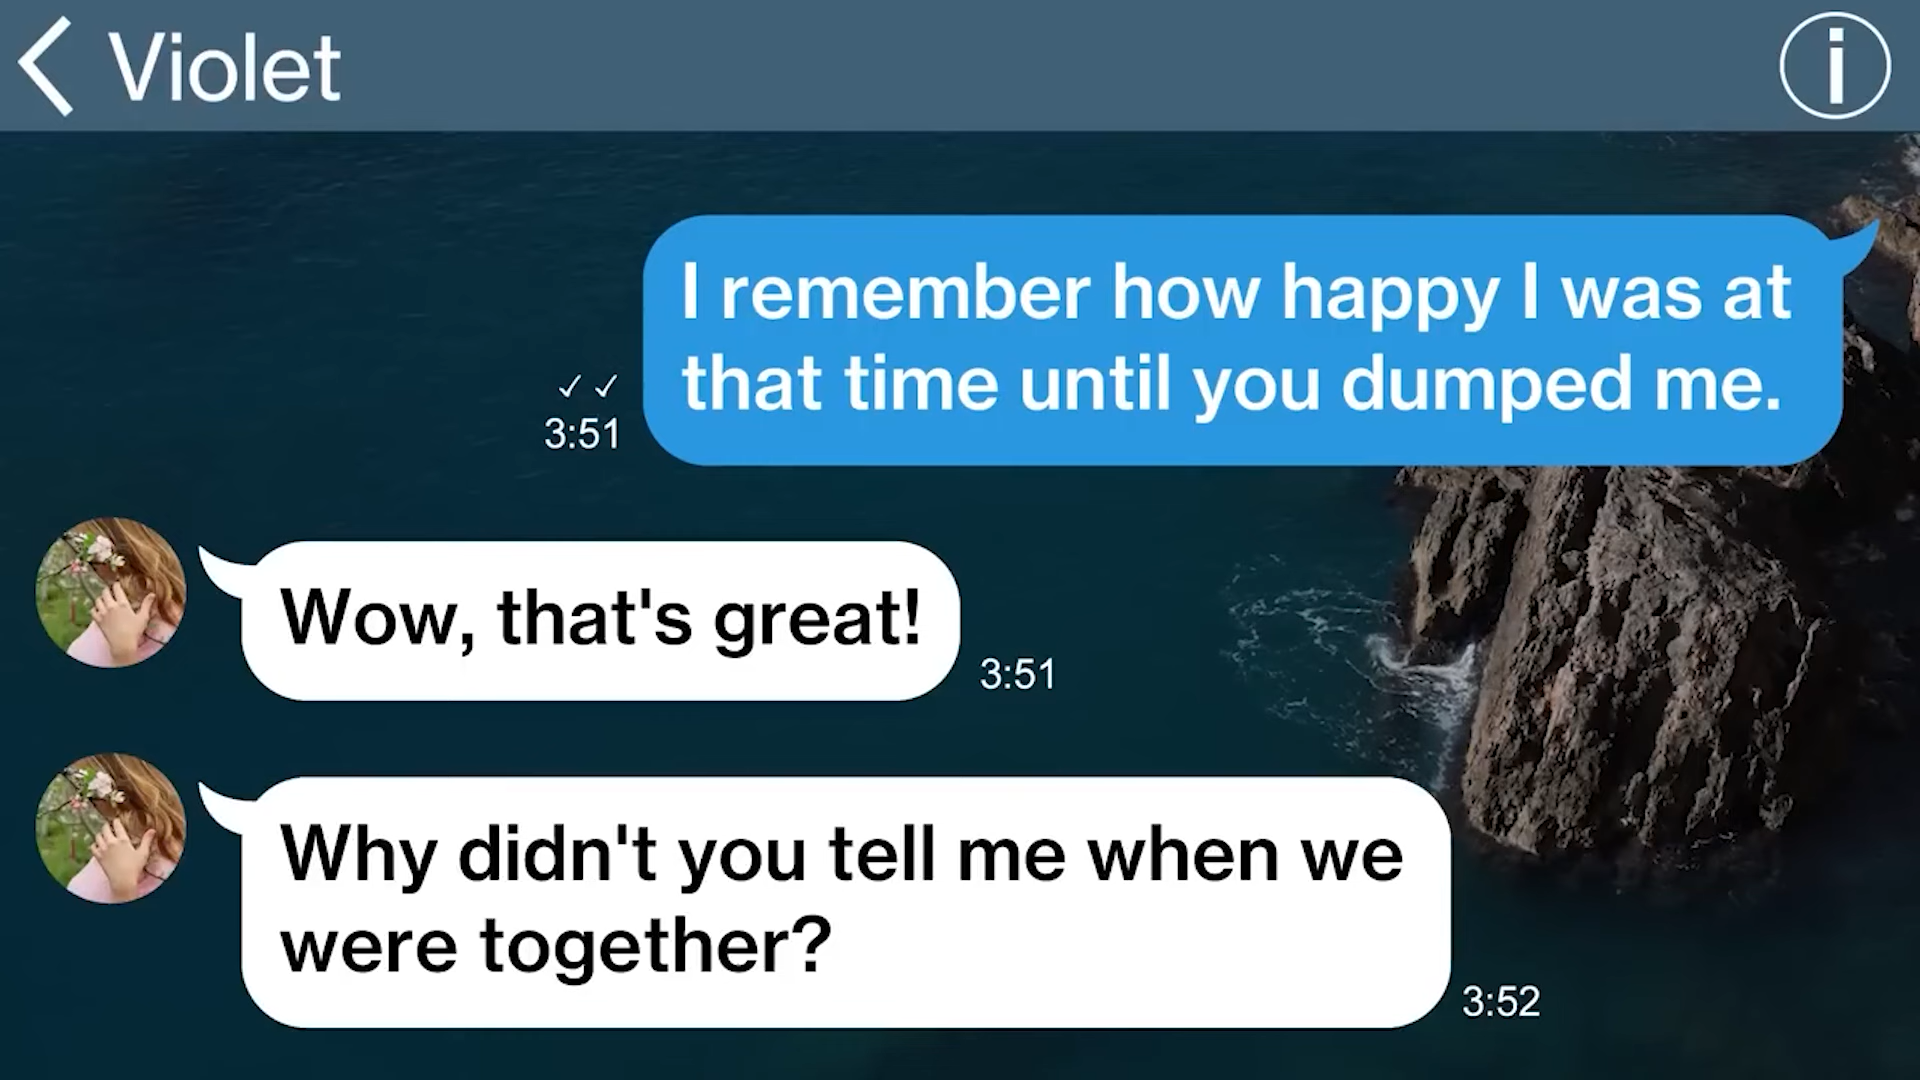 Violet
I remember how happy I was at
that time until you dumped me.
✓✓
3:51
Wow, that's great!
3:51
Why didn't you tell me when we
were together?
3:52